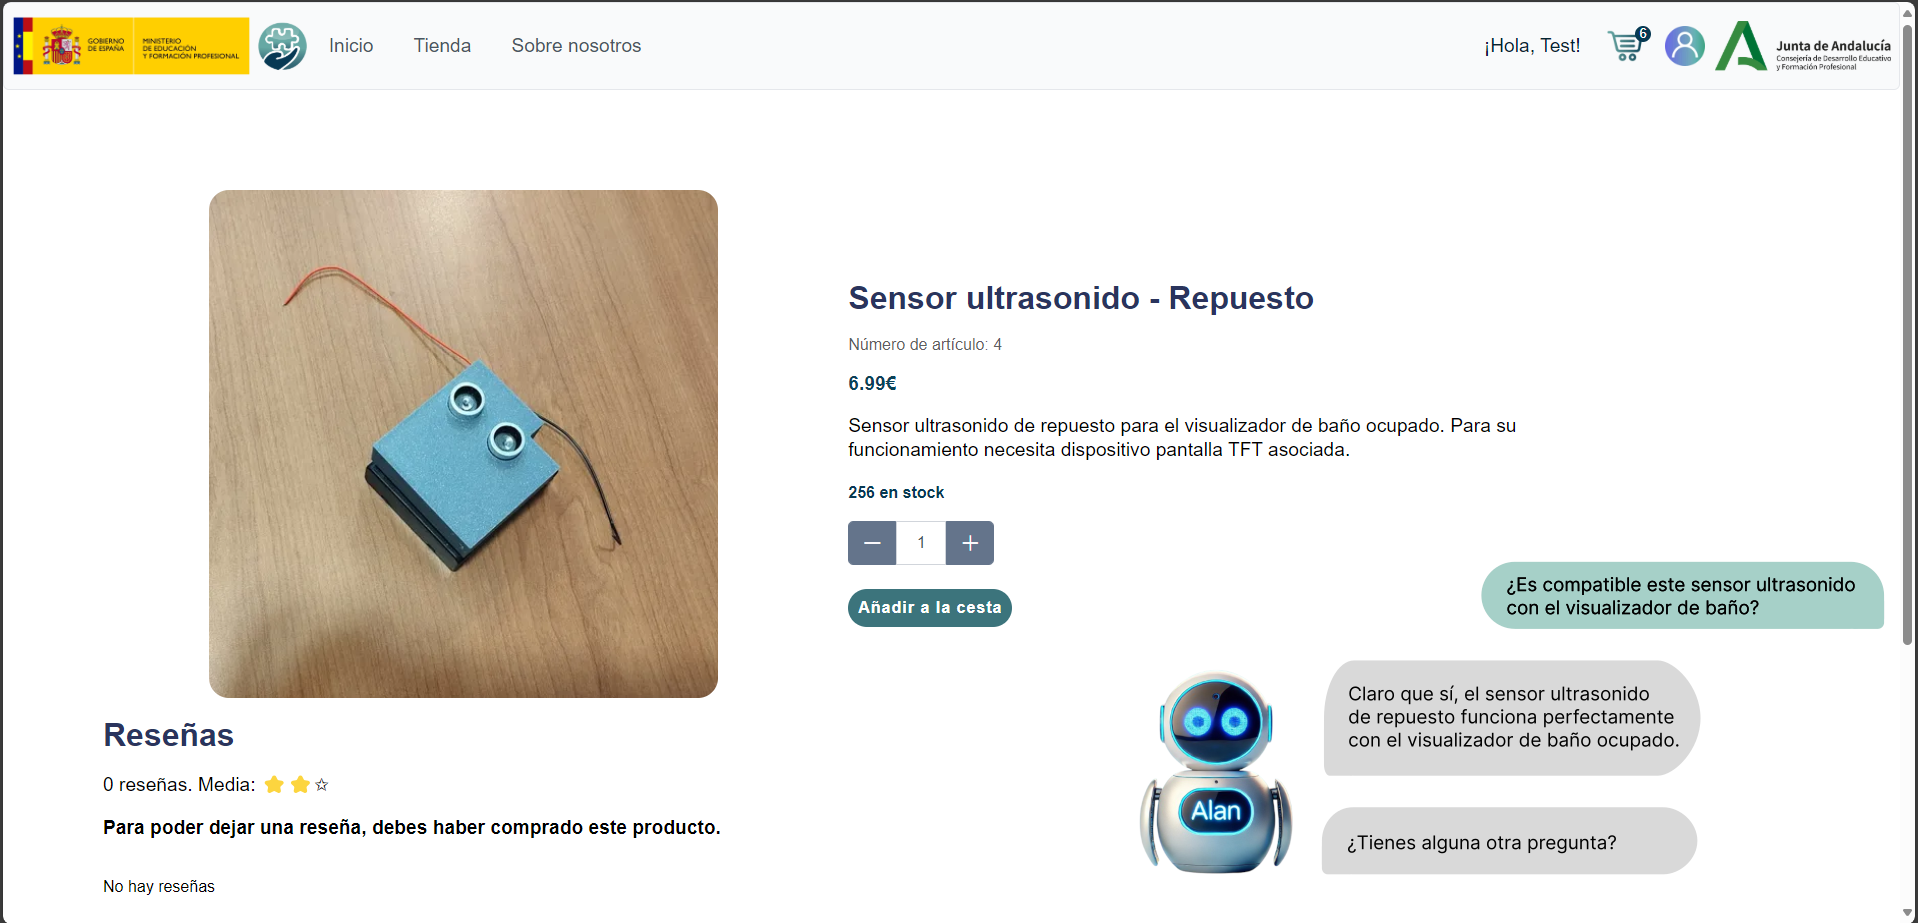 GOBIERNO
DE ESPAÑA
MINISTERIO
DE EDUCACIÓN
Y FORMACIÓN PROFESIONAL
Inicio
Tienda
Sobre nosotros
¡Hola, Test!
6
Junta de Andalucía
Consejería de Desarrollo Educativo
y Formación Profesional
Sensor ultrasonido - Repuesto
Número de artículo: 4
6.99€
Sensor ultrasonido de repuesto para el visualizador de baño ocupado. Para su
funcionamiento necesita dispositivo pantalla TFT asociada.
256 en stock
1
Añadir a la cesta
¿Es compatible este sensor ultrasonido
con el visualizador de baño?
Claro que sí, el sensor ultrasonido
de repuesto funciona perfectamente
con el visualizador de baño ocupado.
Alan
¿Tienes alguna otra pregunta?
Reseñas
0 reseñas. Media:
Para poder dejar una reseña, debes haber comprado este producto.
No hay reseñas